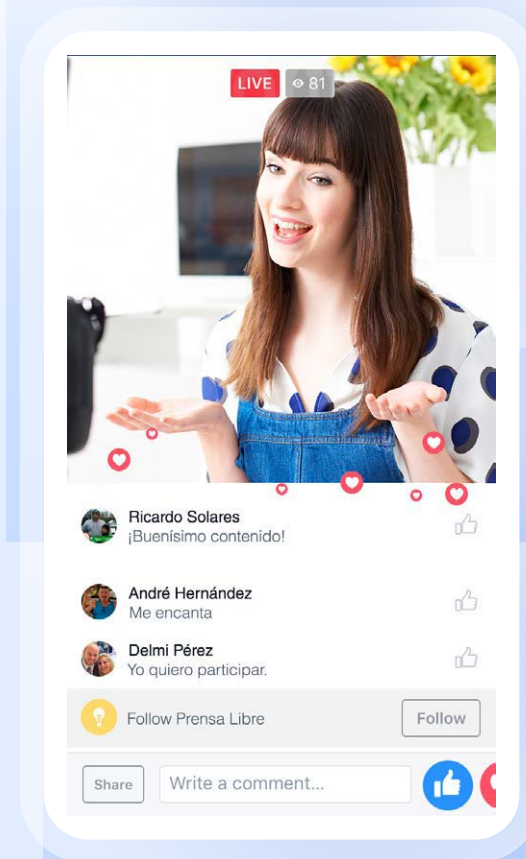 LIVE 81
Ricardo Solares
¡Buenísimo contenido!
André Hernández
Me encanta
Delmi Pérez
Yo quiero participar.
Follow Prensa Libre Follow
Share Write a comment...